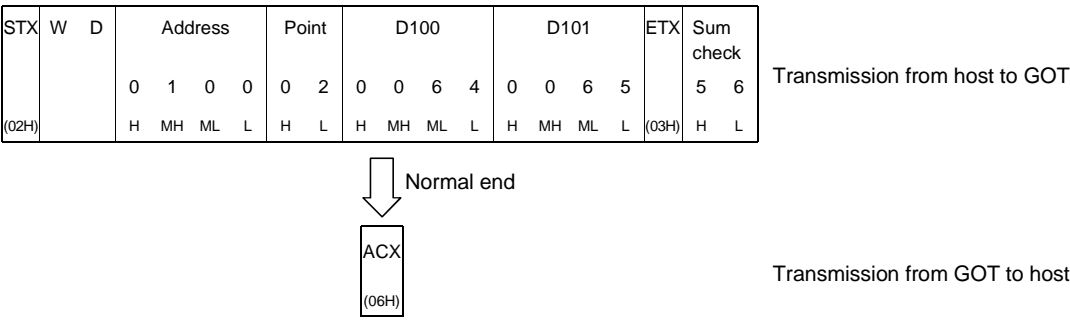 STX W D Address Point D100 D101 ETX Sum
check
0 1 0 0 0 2 0 0 6 4 0 0 6 5 5 6
Transmission from host to GOT
(02H) H MH ML L H L H MH ML L H MH ML L (03H) H L
Normal end
ACX
(06H)
Transmission from GOT to host